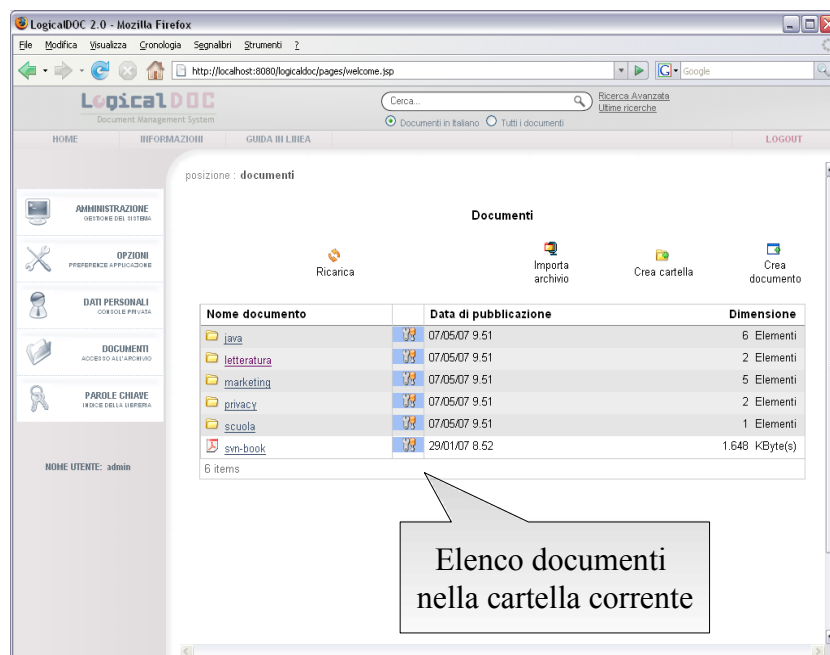 LogicalDOC 2.0 - Mozilla Firefox
File Modifica Visualizza Cronologia Segnalibri Strumenti ?
http://localhost:8080/logicaldoc/pages/welcome.jsp
Google
LogicalDOC
Document Management System
Cerca...
Ricerca Avanzata
Ultime ricerche
Documenti in Italiano Tutti i documenti
HOME INFORMAZIONI GUIDA IN LINEA LOGOUT
posizione : documenti
AMMINISTRAZIONE
GESTIONE DEL SISTEMA
OPZIONI
PREFERENZE APPLICAZIONE
DATI PERSONALI
CONSOLE PRIVATA
DOCUMENTI
ACCESSO ALL'ARCHIVIO
PAROLE CHIAVE
INDICE DELLA LIBRERIA
NOME UTENTE: admin
Documenti
Ricarica
Importa
archivio
Crea cartella
Crea
documento
Nome documento Data di pubblicazione Dimensione
java 07/05/07 9.51 6 Elementi
letteratura 07/05/07 9.51 2 Elementi
marketing 07/05/07 9.51 5 Elementi
privacy 07/05/07 9.51 2 Elementi
scuola 07/05/07 9.51 1 Elementi
svn-book 29/01/07 8.52 1.648 KByte(s)
6 items
Elenco documenti
nella cartella corrente